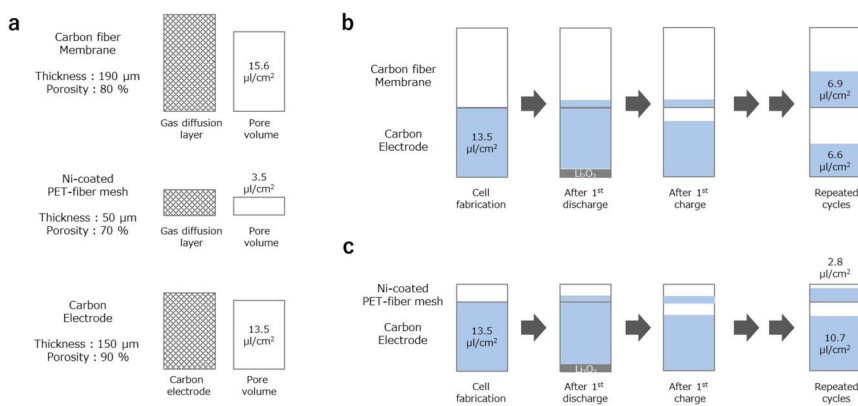 a
Carbon fiber
Membrane
Thickness : 190 μm
Porosity : 80 %
15.6
μl/cm²
Gas diffusion
layer
Pore
volume
Ni-coated
PET-fiber mesh
Thickness : 50 μm
Porosity : 70 %
3.5
μl/cm²
Gas diffusion
layer
Pore
volume
Carbon
Electrode
Thickness : 150 μm
Porosity : 90 %
13.5
μl/cm²
Carbon
electrode
Pore
volume
b
Carbon fiber
Membrane
Carbon
Electrode
13.5
μl/cm²
Li₂O₂
6.9
μl/cm²
6.6
μl/cm²
Cell
fabrication
After 1st
discharge
After 1st
charge
Repeated
cycles
c
Ni-coated
PET-fiber mesh
Carbon
Electrode
13.5
μl/cm²
Li₂O₂
2.8
μl/cm²
10.7
μl/cm²
Cell
fabrication
After 1st
discharge
After 1st
charge
Repeated
cycles